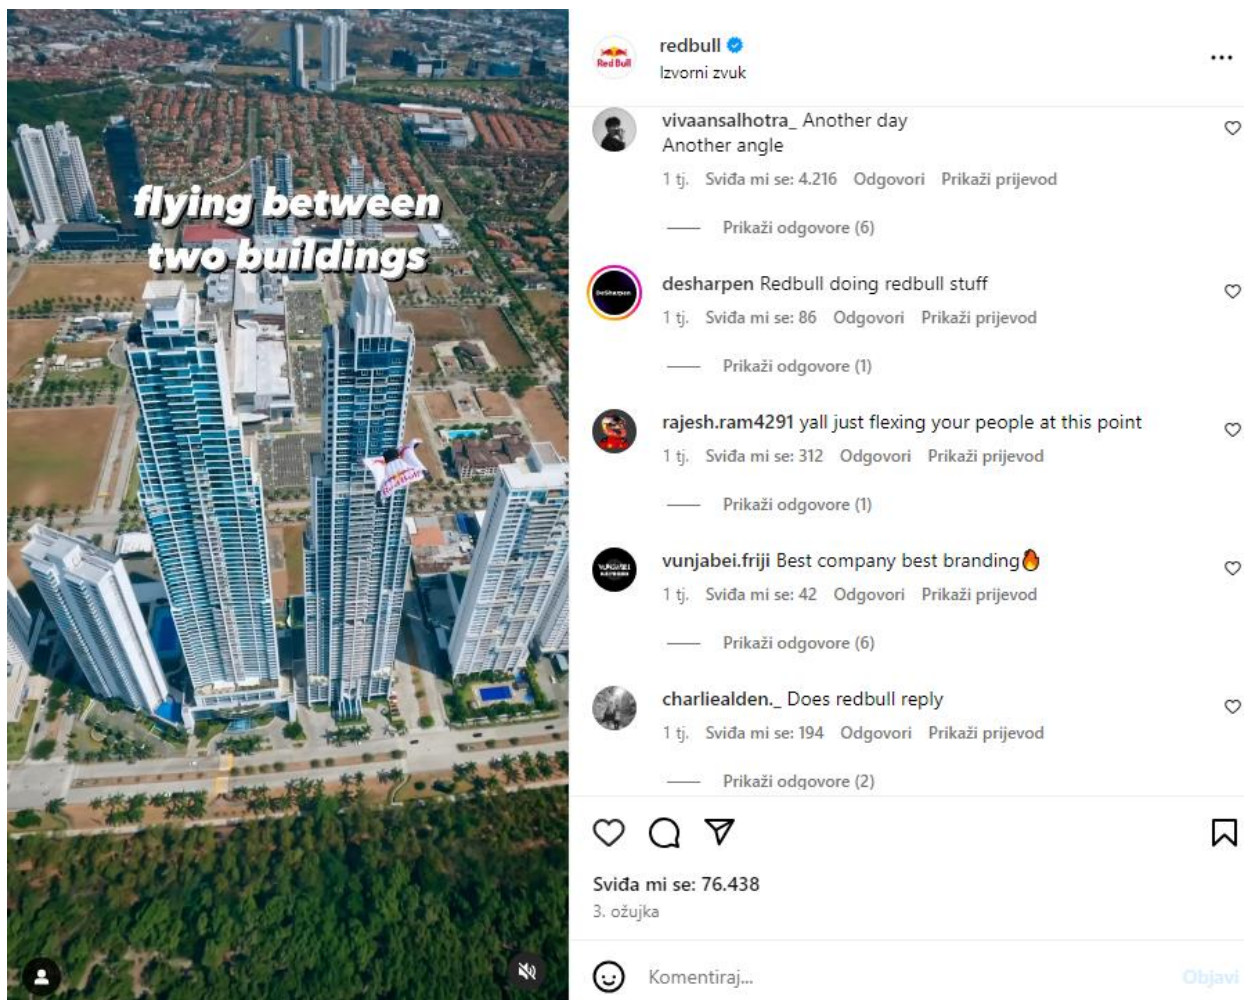 flying between
two buildings
Red Bull
Red Bull
redbull
Izvorni zvuk
vivaansalhotra_ Another day
Another angle
1 tj. Sviđa mi se: 4.216 Odgovori Prikaži prijevod
Prikaži odgovore (6)
DeSharpen
desharpen Redbull doing redbull stuff
1 tj. Sviđa mi se: 86 Odgovori Prikaži prijevod
Prikaži odgovore (1)
rajesh.ram4291 yall just flexing your people at this point
1 tj. Sviđa mi se: 312 Odgovori Prikaži prijevod
Prikaži odgovore (1)
vunjabei.friji Best company best branding🔥
1 tj. Sviđa mi se: 42 Odgovori Prikaži prijevod
Prikaži odgovore (6)
charliealden._ Does redbull reply
1 tj. Sviđa mi se: 194 Odgovori Prikaži prijevod
Prikaži odgovore (2)
Sviđa mi se: 76.438
3. ožujka
Komentiraj...
Objavi